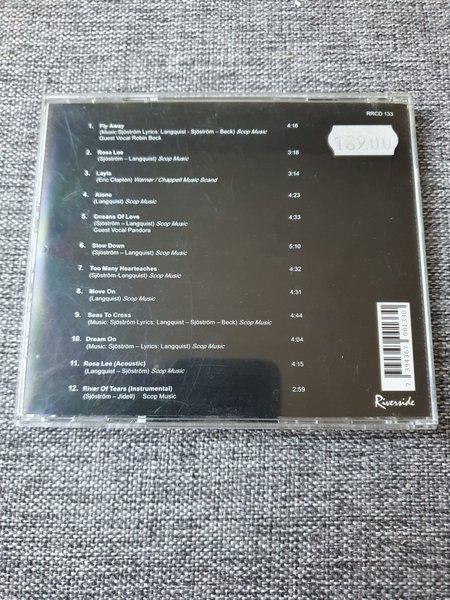 RRCD 133
189.00
1. Fly Away 4:16
(Music:Sjöström Lyrics: Langquist - Sjöström – Beck) Scop Music
Guest Vocal Robin Beck
2. Rosa Lee 3:18
(Sjöström – Langquist) Scop Music
3. Layla 3:14
(Eric Clapton) Warner / Chappell Music Scand
4. Alone 4:23
(Langquist) Scop Music
5. Oceans Of Love 4:33
(Sjöström – Langquist) Scop Music
Guest Vocal Pandora
6. Slow Down 5:10
(Sjöström – Langquist) Scop Music
7. Too Many Hearteaches 4:32
(Sjöström-Langquist) Scop Music
8. Move On 4:31
(Langquist) Scop Music
9. Seas To Cross 4:44
(Music: Sjöström Lyrics: Langquist – Sjöström – Beck) Scop Music
10. Dream On 4:04
(Music: Sjöström – Lyrics: Langquist) Scop Music
11. Rosa Lee (Acoustic) 4:15
(Langquist – Sjöström) Scop Music
12. River Of Tears (Instrumental) 2:59
(Sjöström – Jidell) Scop Music
Riverside